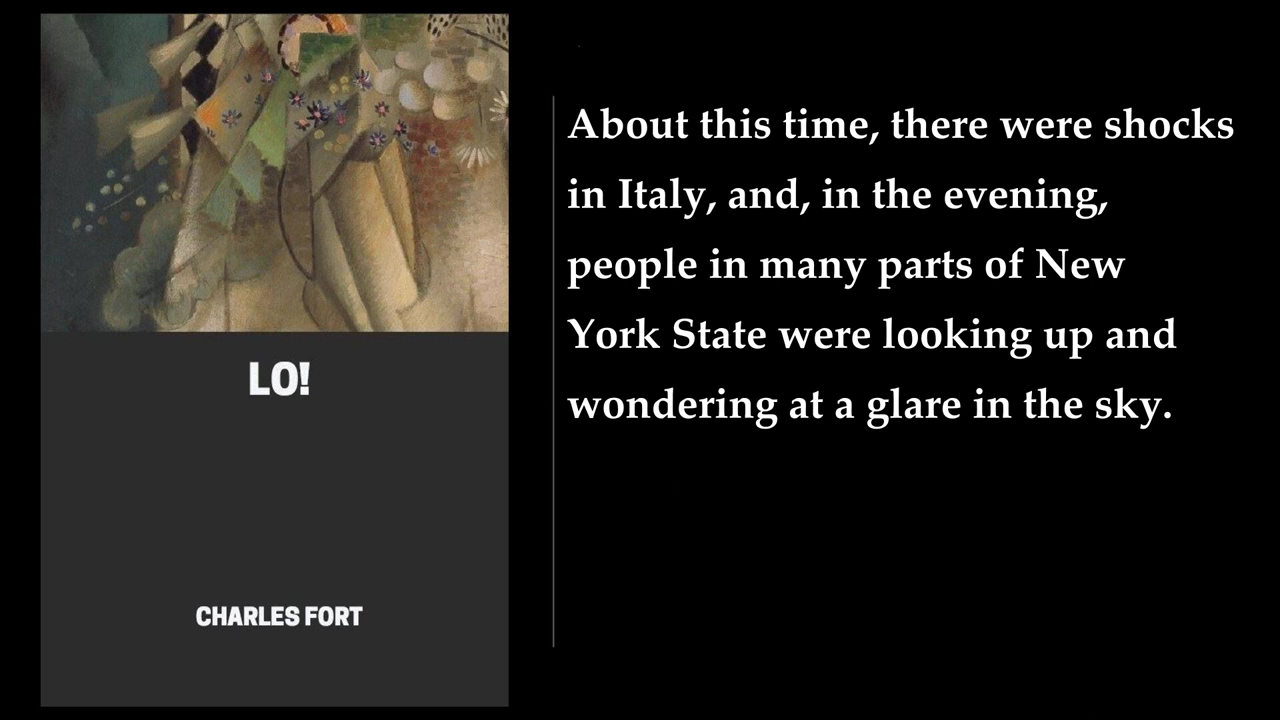 LO!
CHARLES FORT
About this time, there were shocks
in Italy, and, in the evening,
people in many parts of New
York State were looking up and
wondering at a glare in the sky.